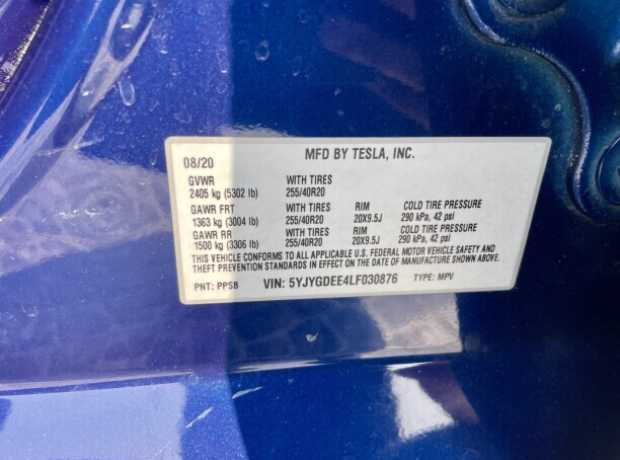 MFD BY TESLA, INC.
08/20
GVWR WITH TIRES
2405 kg (5302 lb) 255/40R20
GAWR FRT WITH TIRES RIM COLD TIRE PRESSURE
1363 kg (3004 lb) 255/40R20 20X9.5J 290 kPa, 42 psi
GAWR RR WITH TIRES RIM COLD TIRE PRESSURE
1500 kg (3306 lb) 255/40R20 20X9.5J 290 kPa, 42 psi
THIS VEHICLE CONFORMS TO ALL APPLICABLE U.S. FEDERAL MOTOR VEHICLE SAFETY AND
THEFT PREVENTION STANDARDS IN EFFECT ON THE DATE OF MANUFACTURE SHOWN ABOVE.
PNT: PPSB VIN: 5YJYGDEE4LF030876 TYPE: MPV